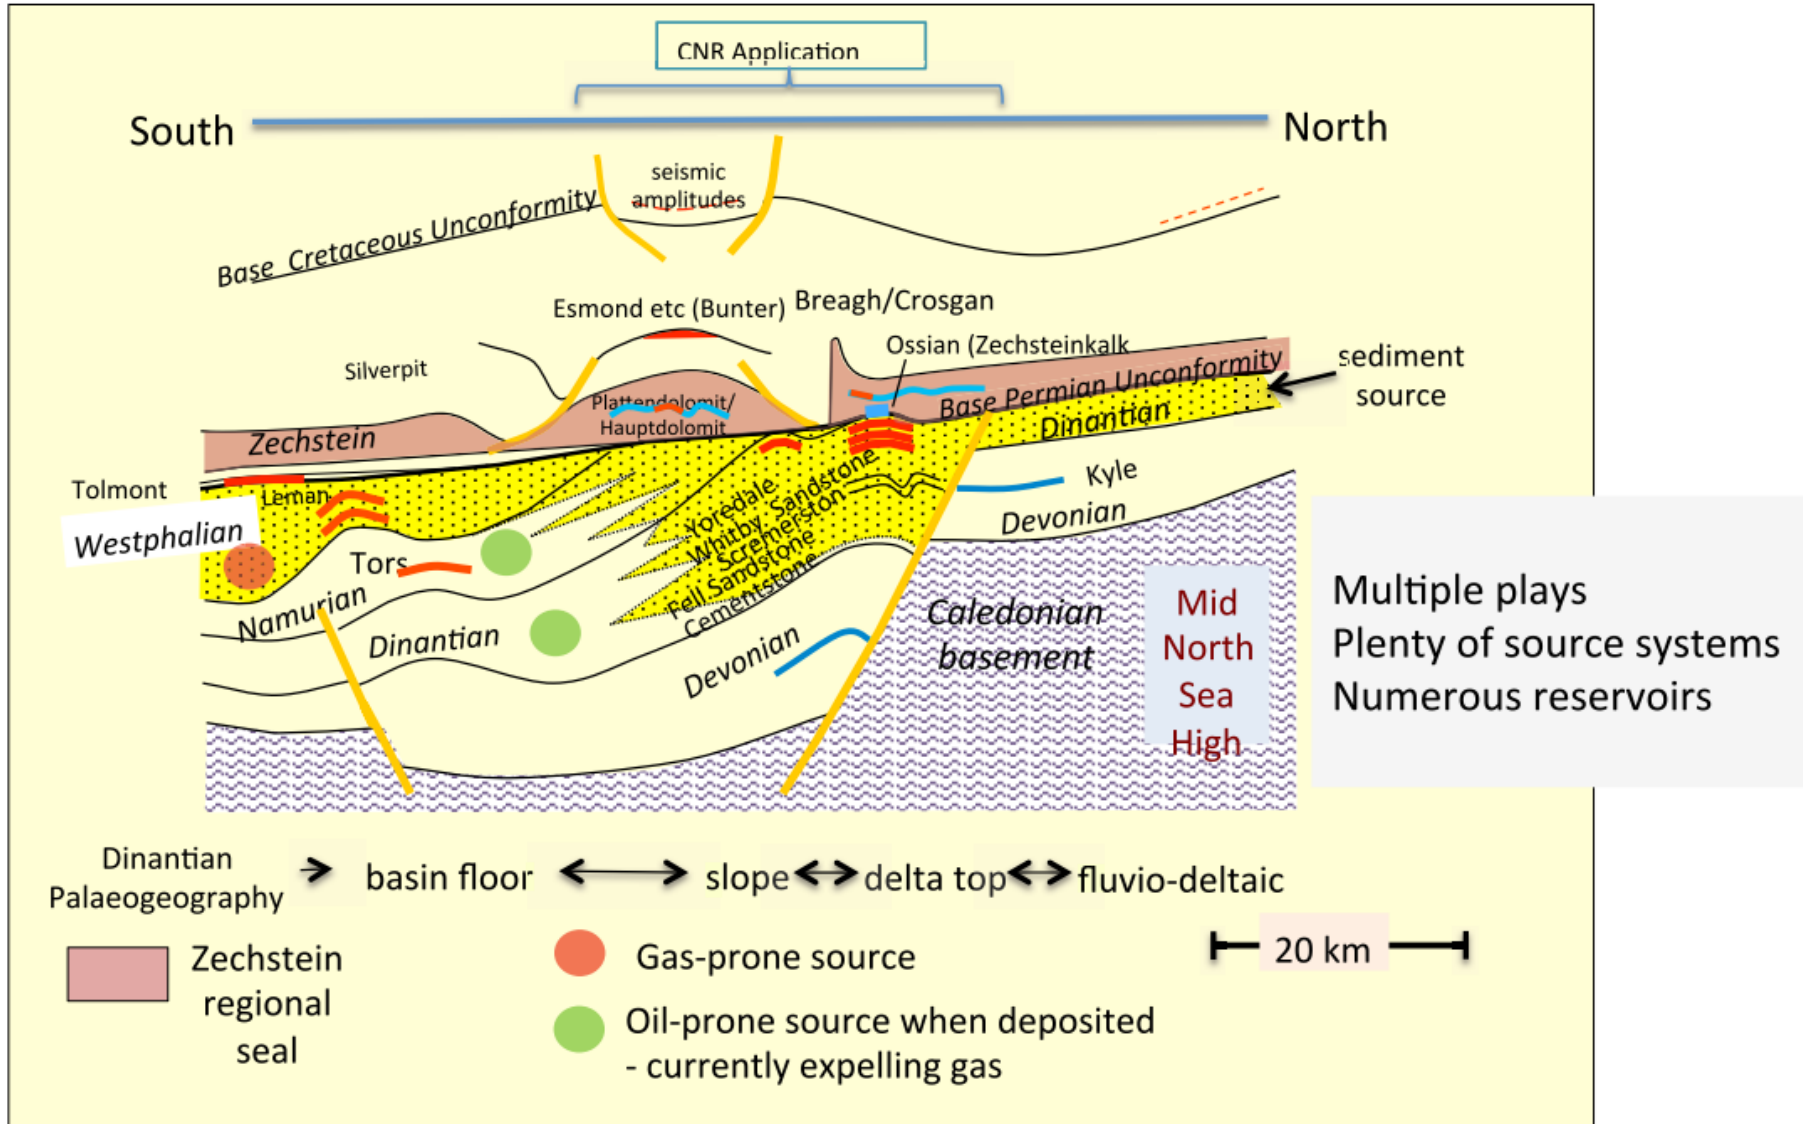 CNR Application
South
North
seismic
amplitudes
Base Cretaceous Unconformity
Esmond etc (Bunter)
Breagh/Crosgan
Ossian (Zechsteinkalk
Silverpit
sediment
source
Base Permian Unconformity
Plattendolomit/
Hauptdolomit
Zechstein
Dinantian
Tolmont
Leman
Kyle
Westphalian
Yoredale
Whitby Sandstone
Scremerston
Fell Sandstone
Cementstone
Devonian
Tors
Namurian
Dinantian
Devonian
Caledonian
basement
Mid
North
Sea
High
Multiple plays
Plenty of source systems
Numerous reservoirs
Dinantian
Palaeogeography
basin floor
slope
delta top
fluvio-deltaic
Zechstein
regional
seal
Gas-prone source
Oil-prone source when deposited
- currently expelling gas
20 km